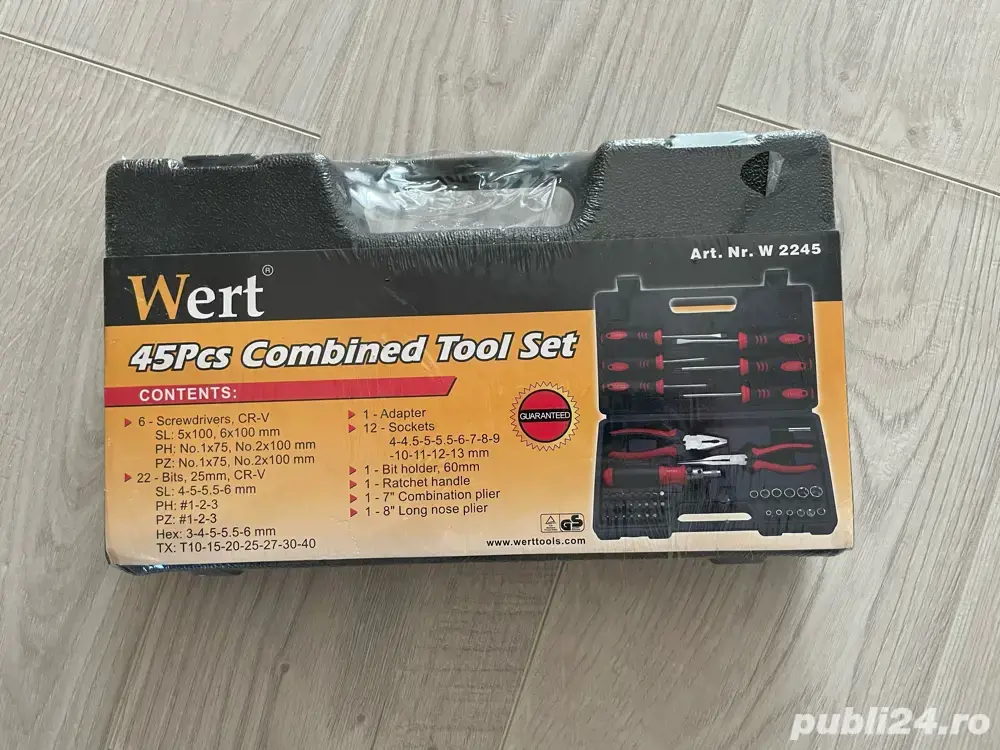 Art. Nr. W 2245
Wert®
45Pcs Combined Tool Set
CONTENTS:
6 - Screwdrivers, CR-V
SL: 5x100, 6x100 mm
PH: No.1x75, No.2x100 mm
PZ: No.1x75, No.2x100 mm
22 - Bits, 25mm, CR-V
SL: 4-5-5.5-6 mm
PH: #1-2-3
PZ: #1-2-3
Hex: 3-4-5-5.5-6 mm
TX: T10-15-20-25-27-30-40
1 - Adapter
12 - Sockets
4-4.5-5-5.5-6-7-8-9
-10-11-12-13 mm
1 - Bit holder, 60mm
1 - Ratchet handle
1 - 7" Combination plier
1 - 8" Long nose plier
GUARANTEED
GS
www.werttools.com
publi24.ro